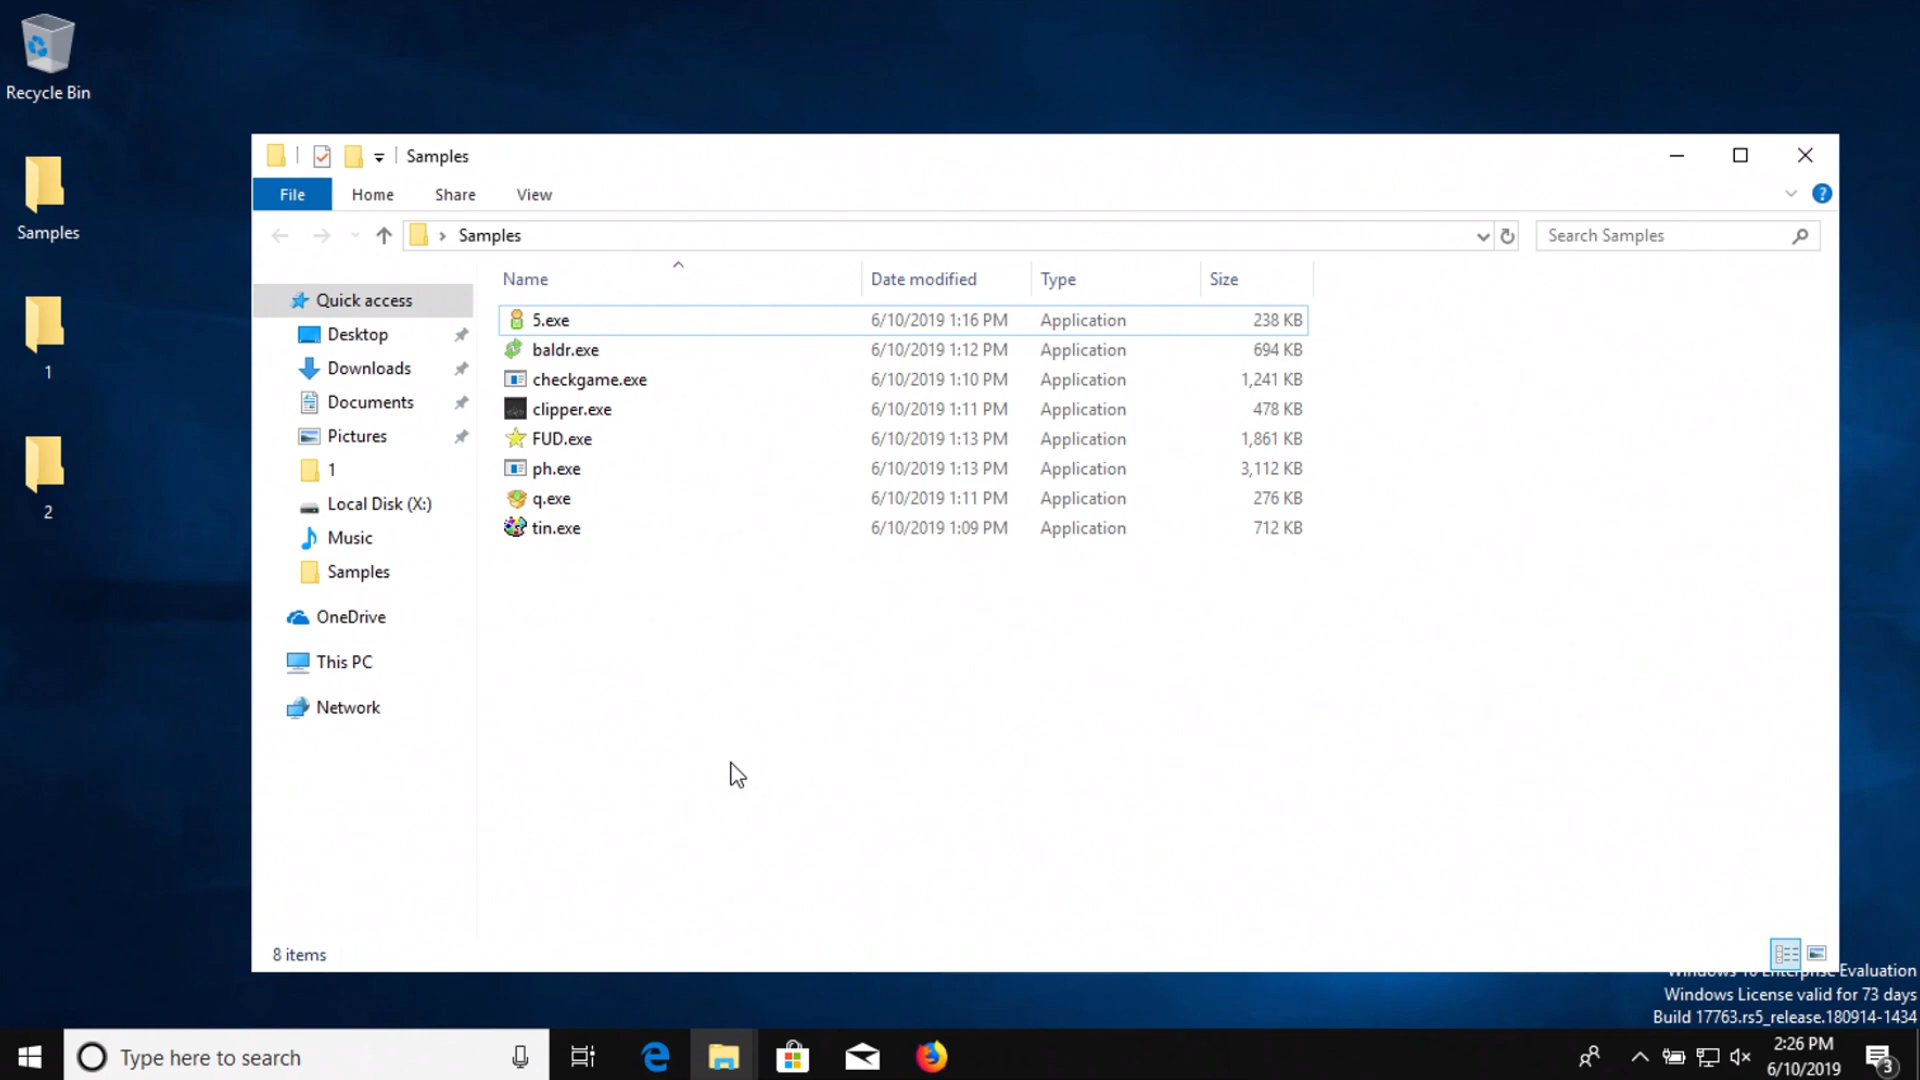 Recycle Bin
Samples
1
2
Samples
File Home Share View
Samples
Search Samples
Name Date modified Type Size
Quick access
Desktop
Downloads
Documents
Pictures
1
Local Disk (X:)
Music
Samples
OneDrive
This PC
Network
5.exe 6/10/2019 1:16 PM Application 238 KB
baldr.exe 6/10/2019 1:12 PM Application 694 KB
checkgame.exe 6/10/2019 1:10 PM Application 1,241 KB
clipper.exe 6/10/2019 1:11 PM Application 478 KB
FUD.exe 6/10/2019 1:13 PM Application 1,861 KB
ph.exe 6/10/2019 1:13 PM Application 3,112 KB
q.exe 6/10/2019 1:11 PM Application 276 KB
tin.exe 6/10/2019 1:09 PM Application 712 KB
8 items
Windows 10 Enterprise Evaluation
Windows License valid for 73 days
Build 17763.rs5_release.180914-1434
Type here to search
2:26 PM
6/10/2019
3